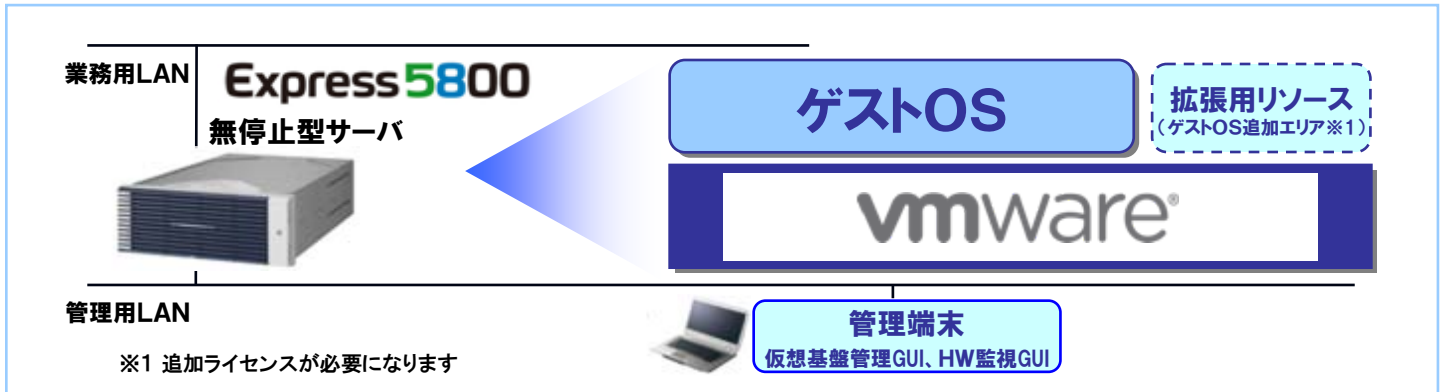 業務用LAN
Express5800
無停止型サーバ
ゲストOS
拡張用リソース
(ゲストOS追加エリア※1)
vmware®
管理用LAN
管理端末
仮想基盤管理GUI、HW監視GUI
※1 追加ライセンスが必要になります